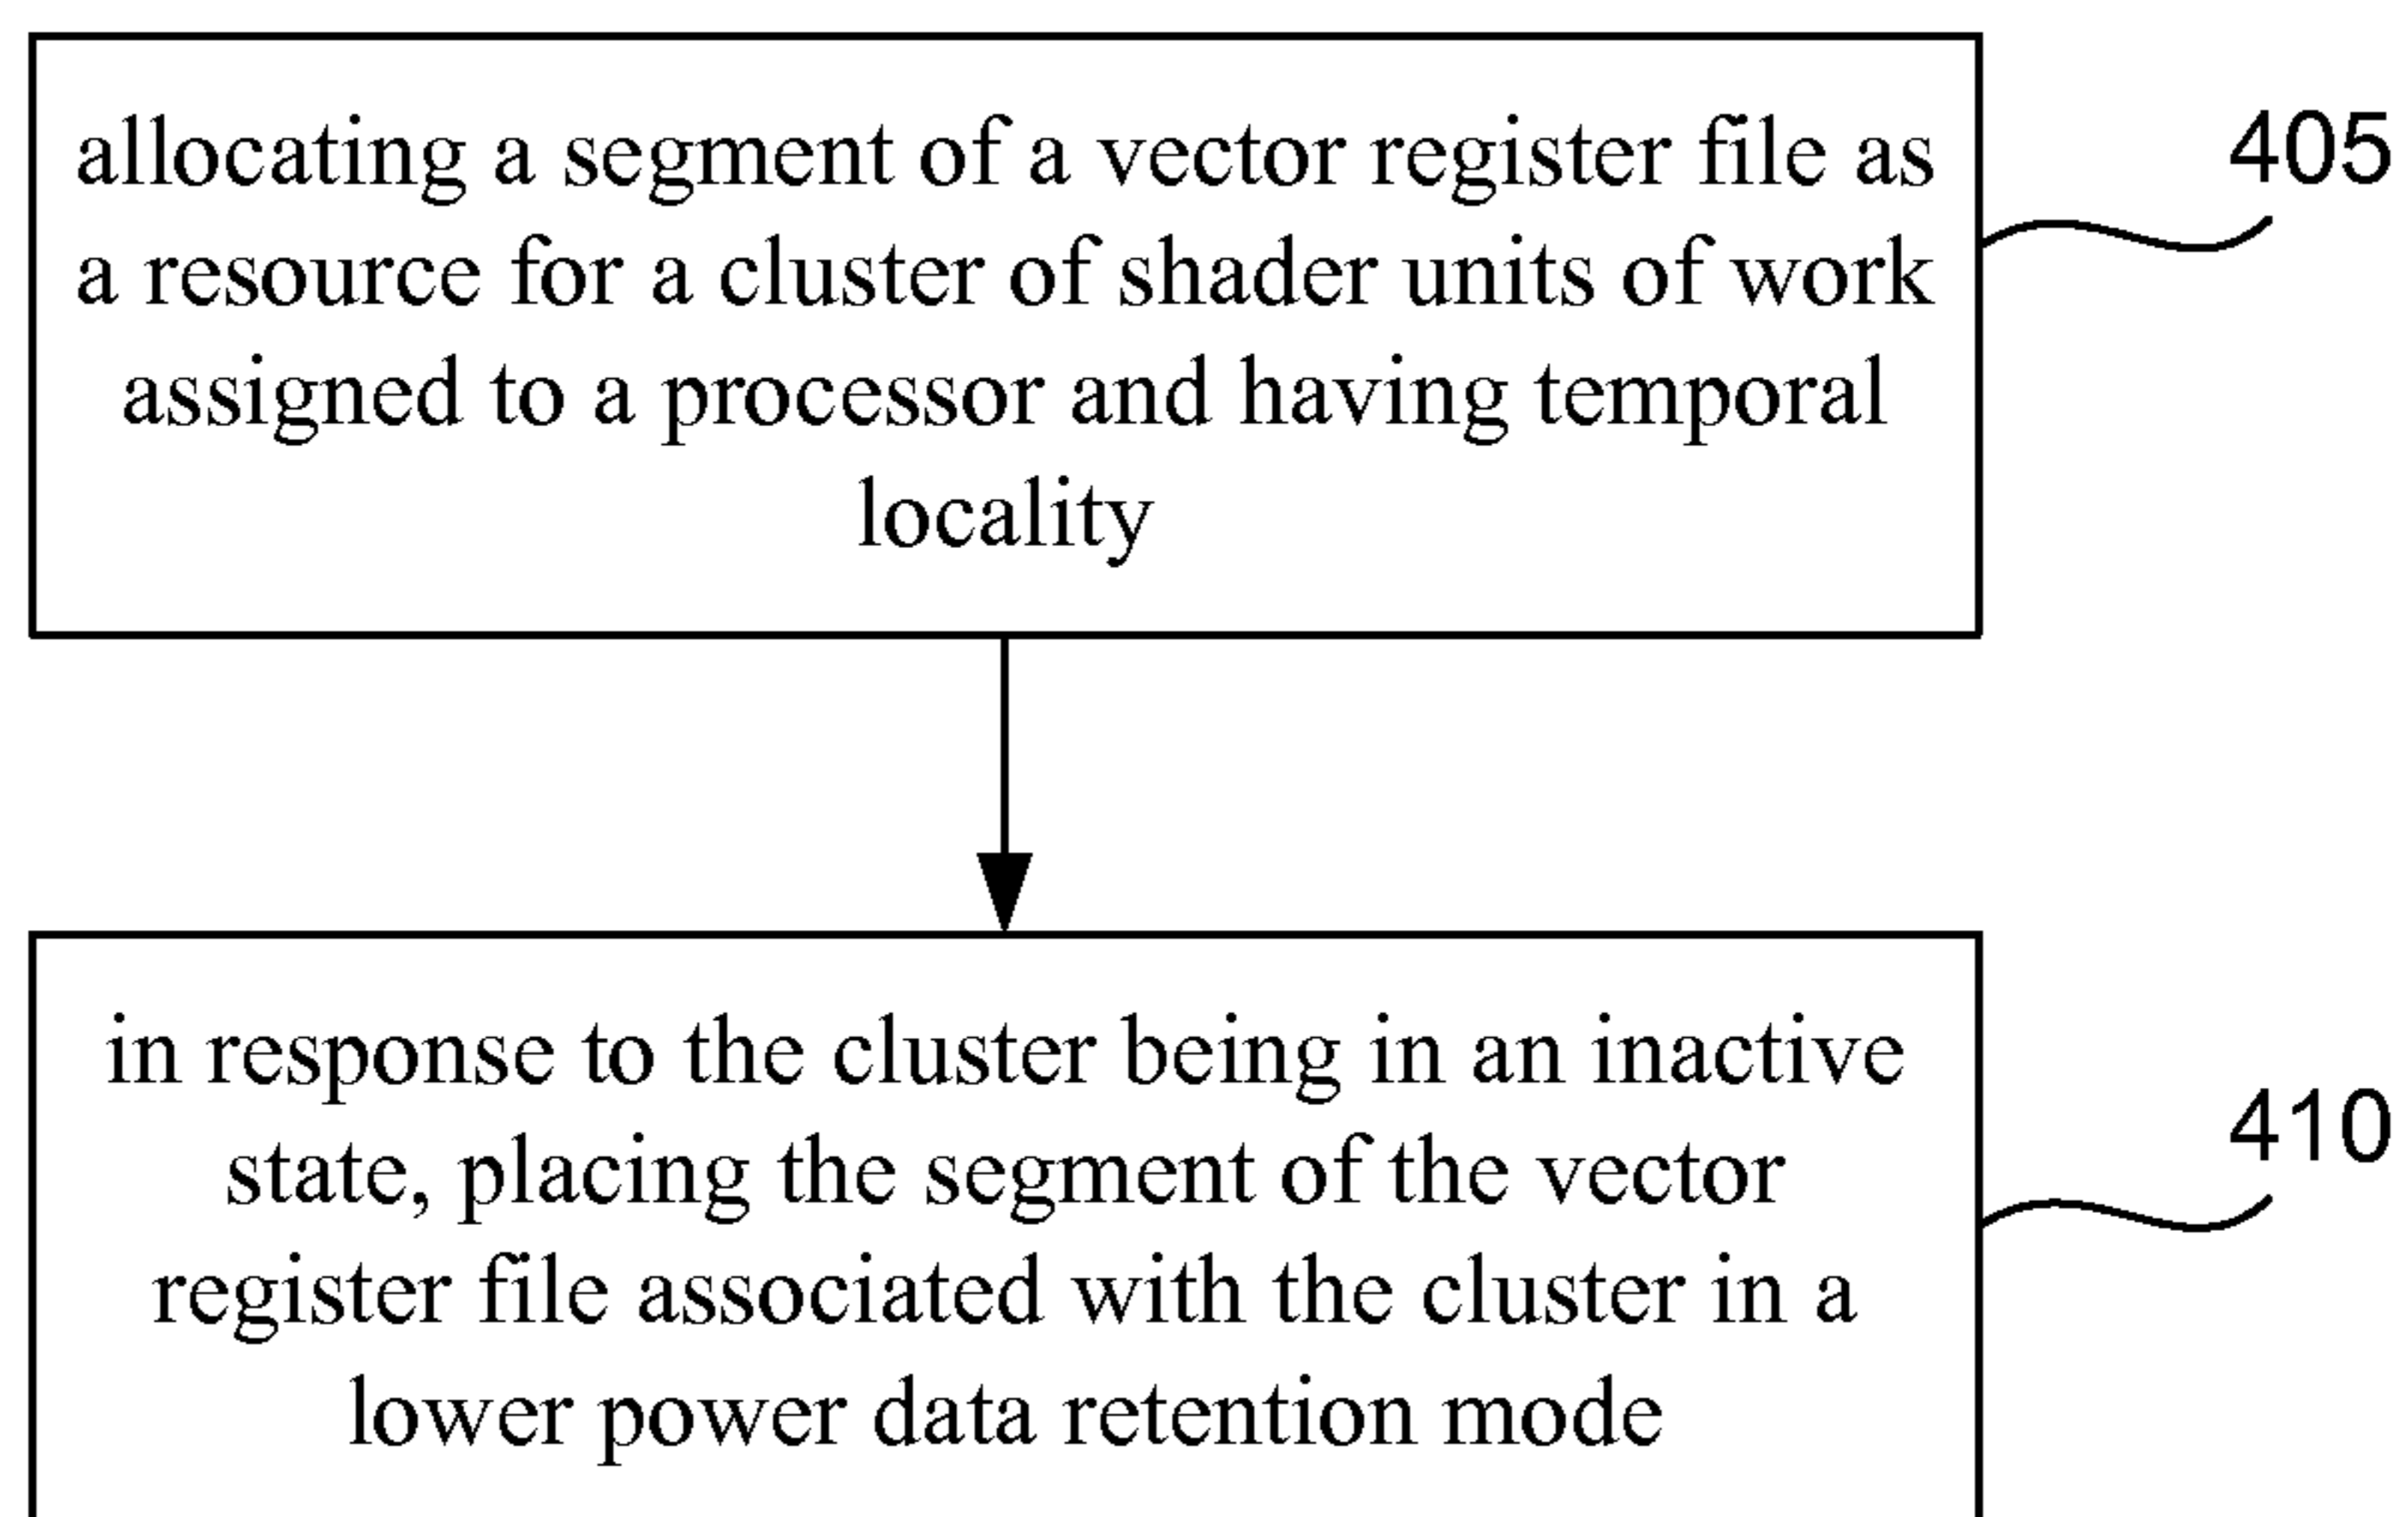 allocating a segment of a vector register file as
405
a resource for a cluster of shader units of work
assigned to a processor and having temporal
locality
in response to the cluster being in an inactive
410
state, placing the segment of the vector
register file associated with the cluster in a
lower power data retention mode